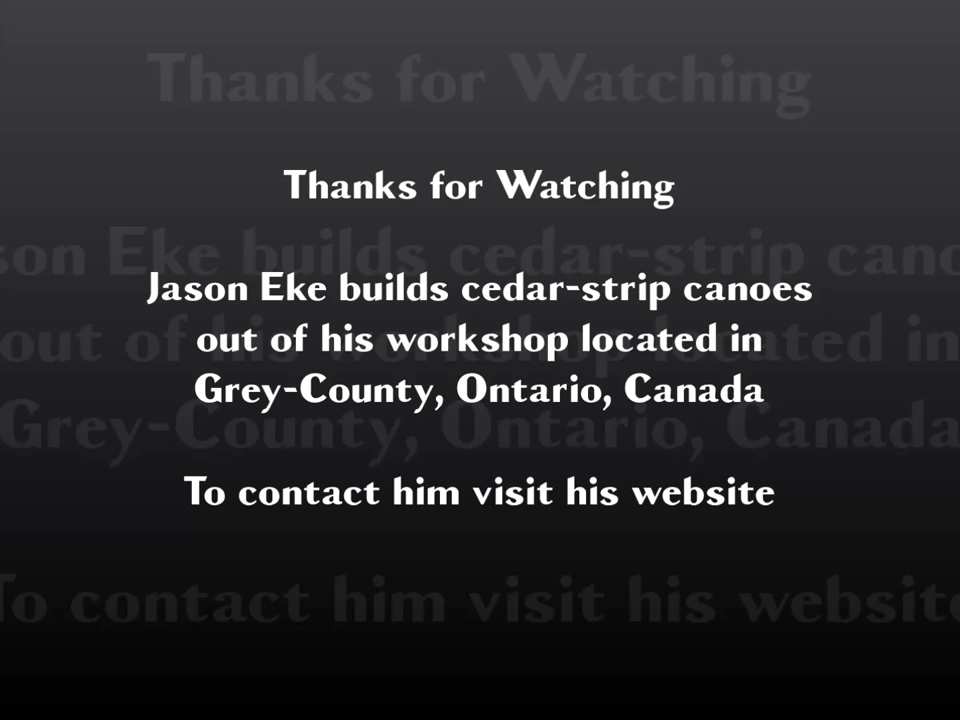 Thanks for Watching
Jason Eke builds cedar-strip canoes
out of his workshop located in
Grey-County, Ontario, Canada
To contact him visit his website